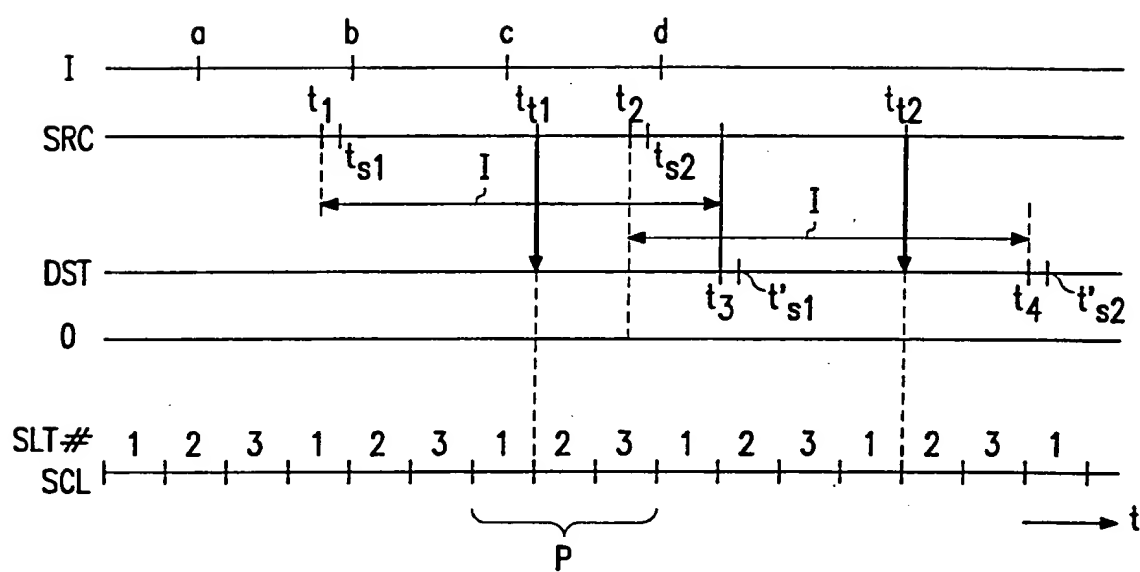 a b c d
I
t1 tt1 t2 tt2
SRC
ts1 ts2
I
I
DST
t3 t's1 t4 t's2
0
SLT# 1 2 3 1 2 3 1 2 3 1 2 3 1 2 3 1
SCL
t
P